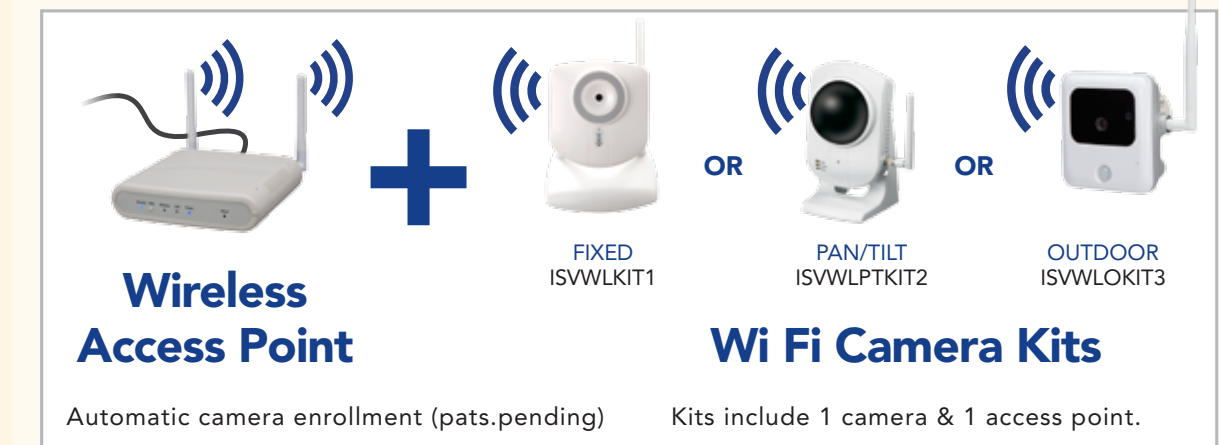 OR
OR
FIXED
ISVWLKIT1
PAN/TILT
ISVWLPTKIT2
OUTDOOR
ISVWLOKIT3
Wireless
Access Point
Wi Fi Camera Kits
Automatic camera enrollment (pats.pending)
Kits include 1 camera & 1 access point.